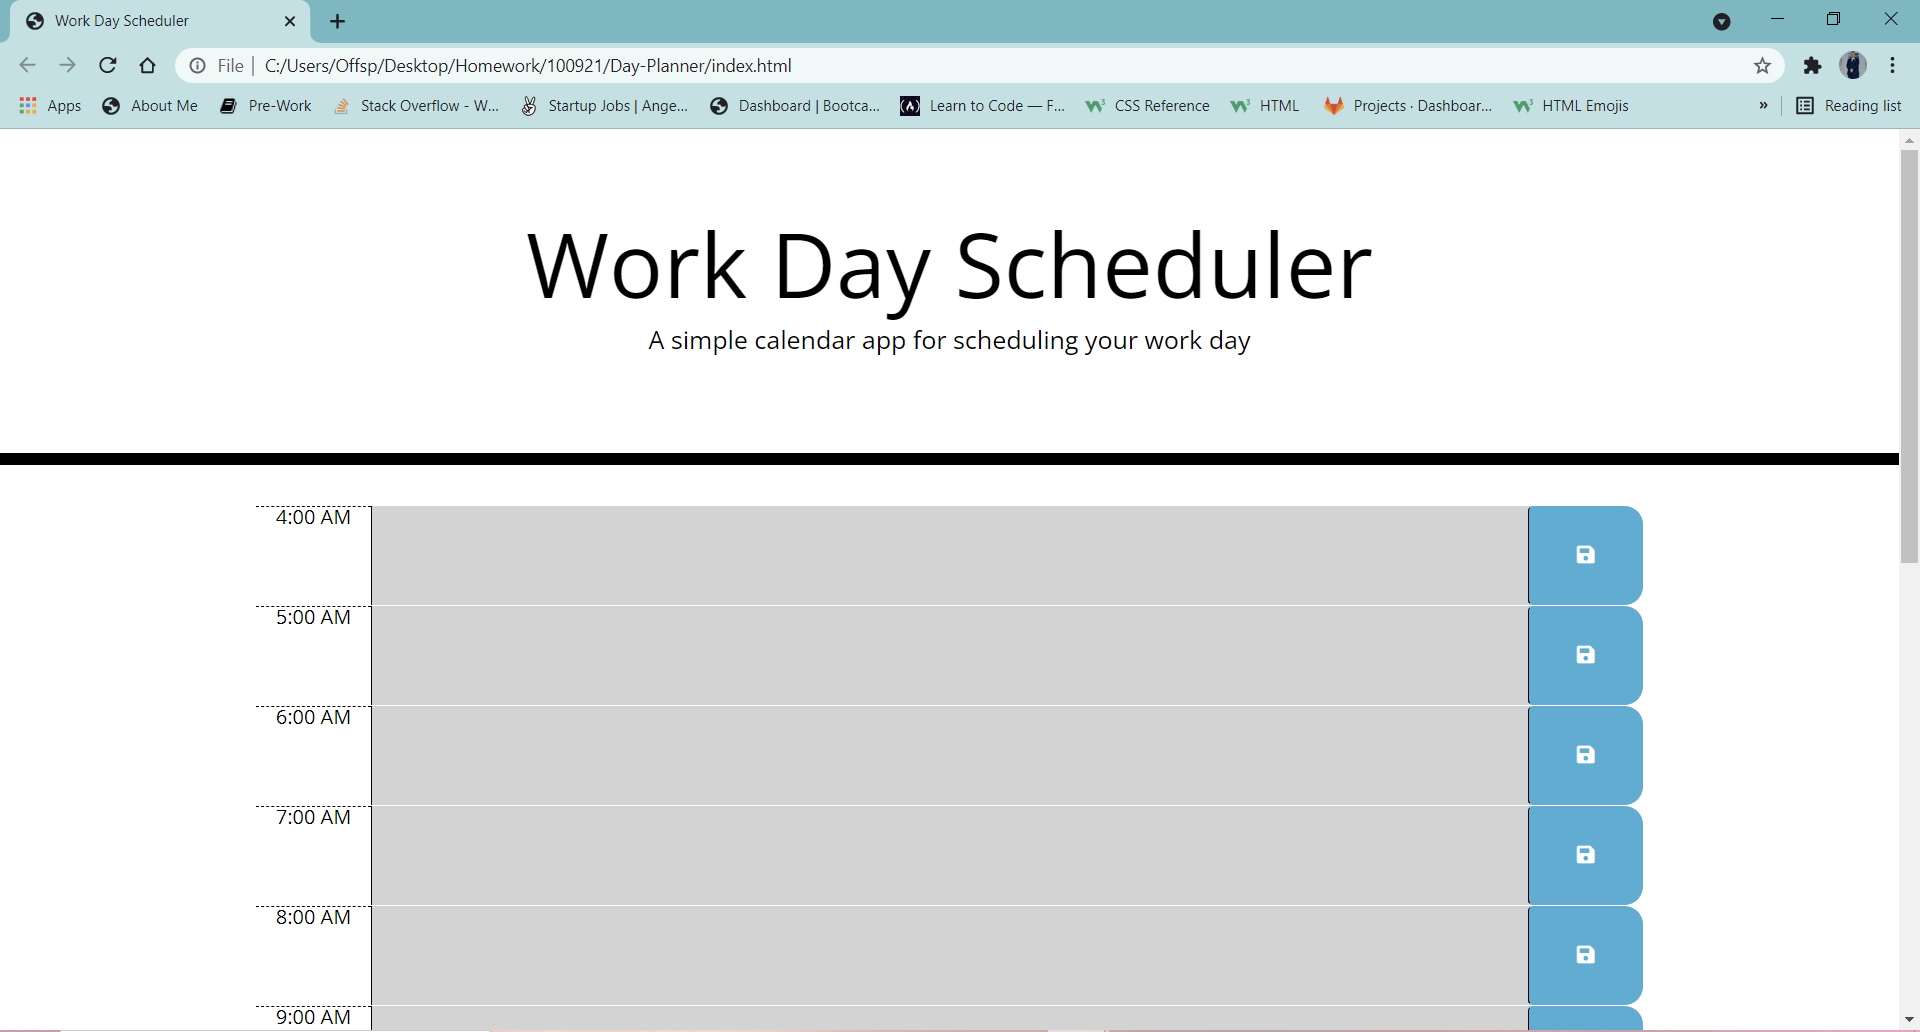 Work Day Scheduler
File | C:/Users/Offsp/Desktop/Homework/100921/Day-Planner/index.html
Apps About Me Pre-Work Stack Overflow - W... Startup Jobs | Ange... Dashboard | Bootca... Learn to Code — F... CSS Reference HTML Projects · Dashboar... HTML Emojis » Reading list
Work Day Scheduler
A simple calendar app for scheduling your work day
4:00 AM
5:00 AM
6:00 AM
7:00 AM
8:00 AM
9:00 AM